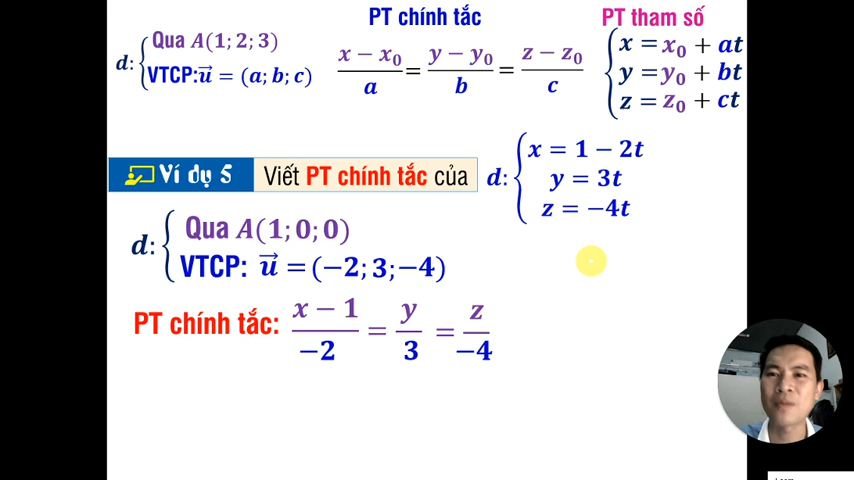 PT chính tắc
PT tham số
d: { Qua A(1; 2; 3)
VTCP: u⃗ = (a; b; c)
(x − x₀)/a = (y − y₀)/b = (z − z₀)/c
{ x = x₀ + at
y = y₀ + bt
z = z₀ + ct
Ví dụ 5 Viết PT chính tắc của d: { x = 1 − 2t
y = 3t
z = −4t
d: { Qua A(1; 0; 0)
VTCP: u⃗ = (−2; 3; −4)
PT chính tắc: (x − 1)/−2 = y/3 = z/−4